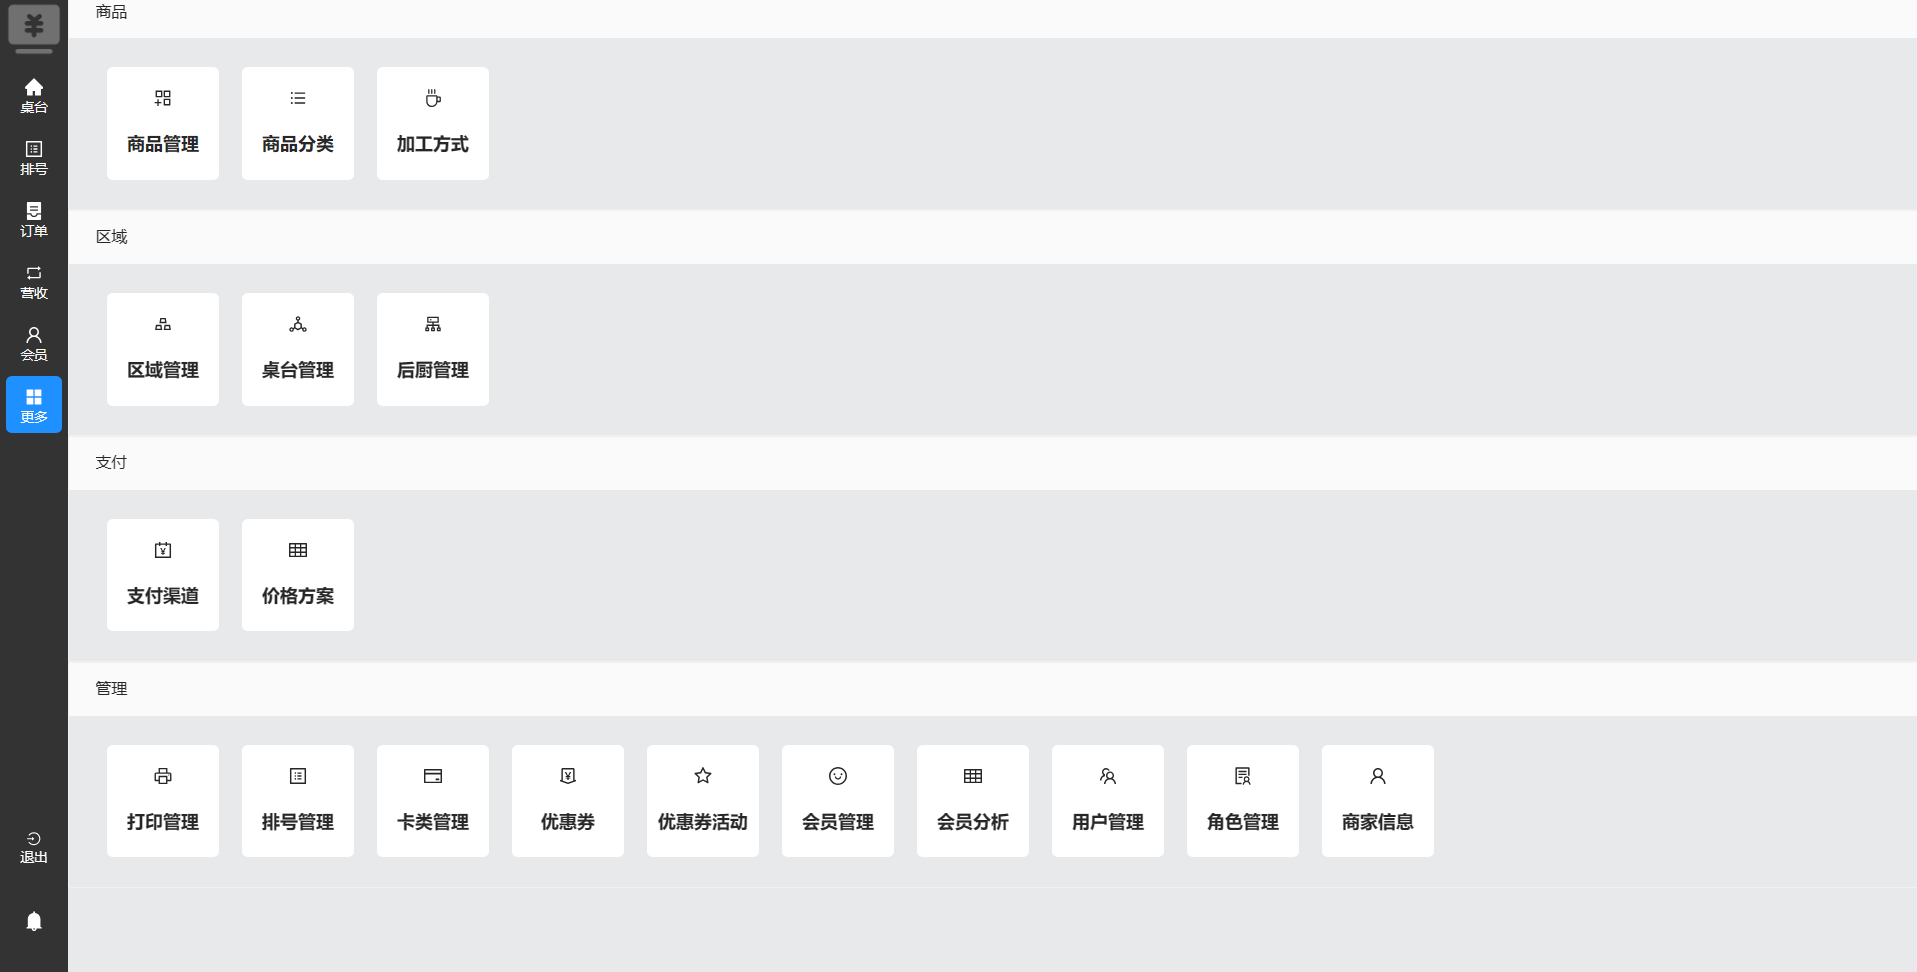 桌台
排号
订单
营收
会员
更多
退出
商品
商品管理
商品分类
加工方式
区域
区域管理
桌台管理
后厨管理
支付
支付渠道
价格方案
管理
打印管理
排号管理
卡类管理
优惠券
优惠券活动
会员管理
会员分析
用户管理
角色管理
商家信息